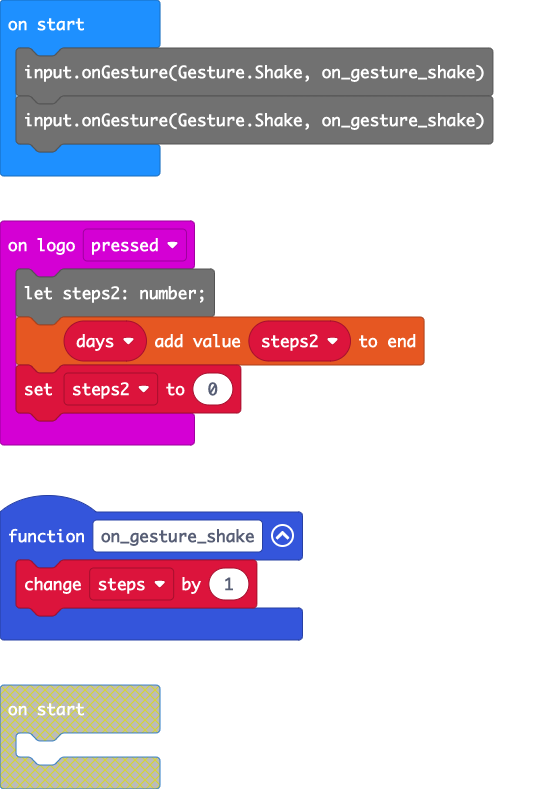 on start
input.onGesture(Gesture.Shake, on_gesture_shake)
input.onGesture(Gesture.Shake, on_gesture_shake)
on logo pressed
let steps2: number;
days add value steps2 to end
set steps2 to 0
function on_gesture_shake
change steps by 1
on start